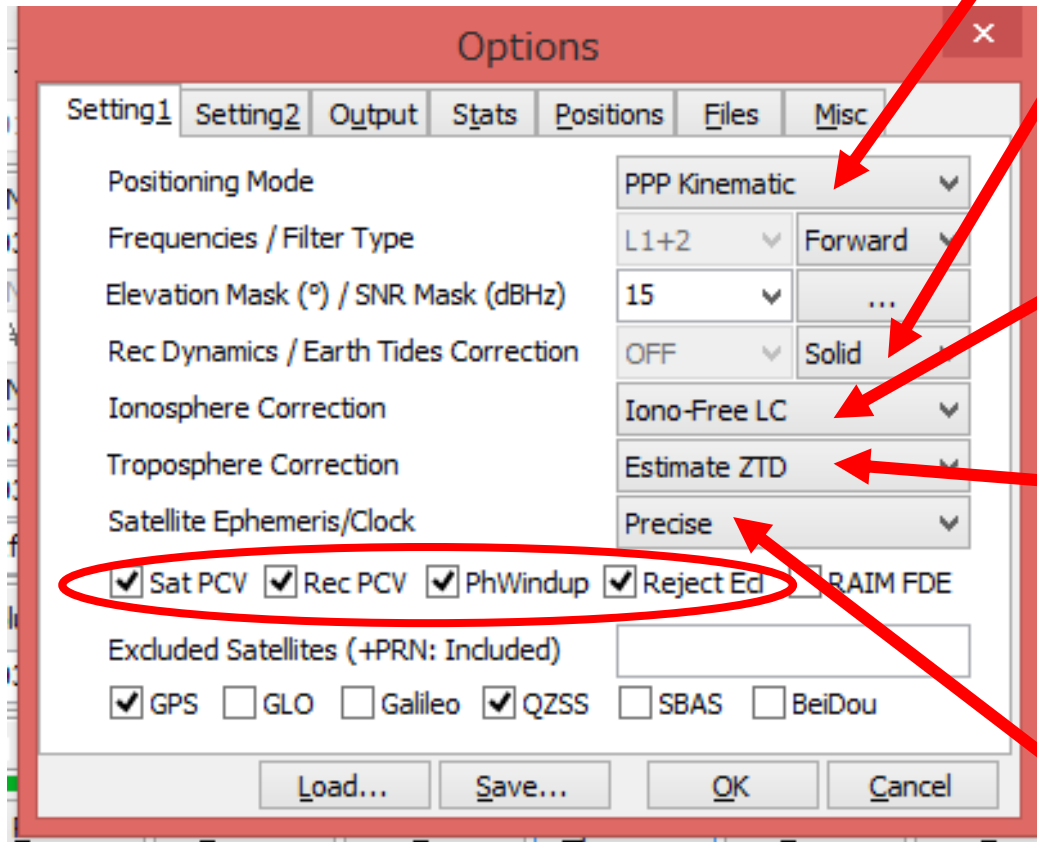 Options
Setting1 Setting2 Output Stats Positions Files Misc
Positioning Mode PPP Kinematic
Frequencies / Filter Type L1+2 Forward
Elevation Mask (°) / SNR Mask (dBHz) 15 ...
Rec Dynamics / Earth Tides Correction OFF Solid
Ionosphere Correction Iono-Free LC
Troposphere Correction Estimate ZTD
Satellite Ephemeris/Clock Precise
Sat PCV Rec PCV PhWindup Reject Ecl RAIM FDE
Excluded Satellites (+PRN: Included)
GPS GLO Galileo QZSS SBAS BeiDou
Load... Save... OK Cancel